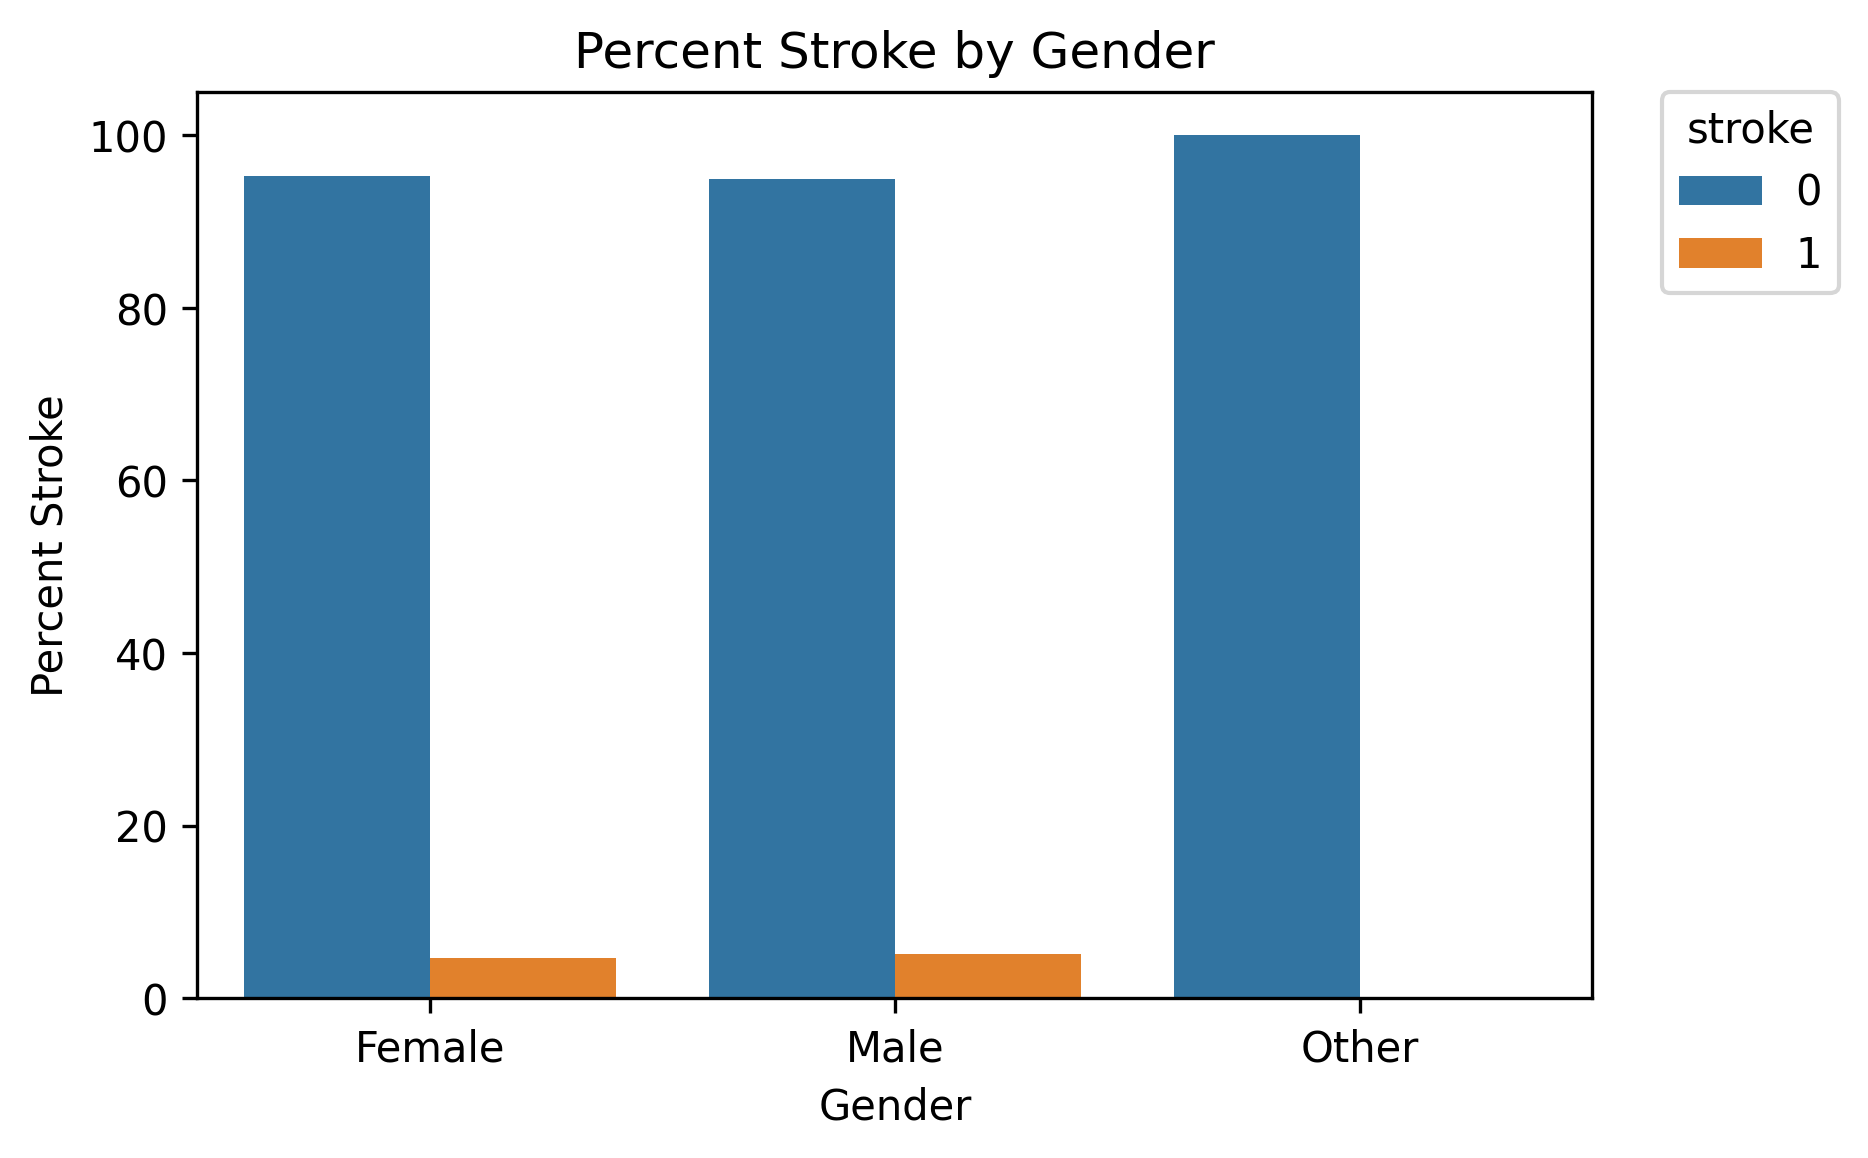 Percent Stroke by Gender
stroke
0
1
100
80
60
40
20
0
Percent Stroke
Female
Male
Other
Gender